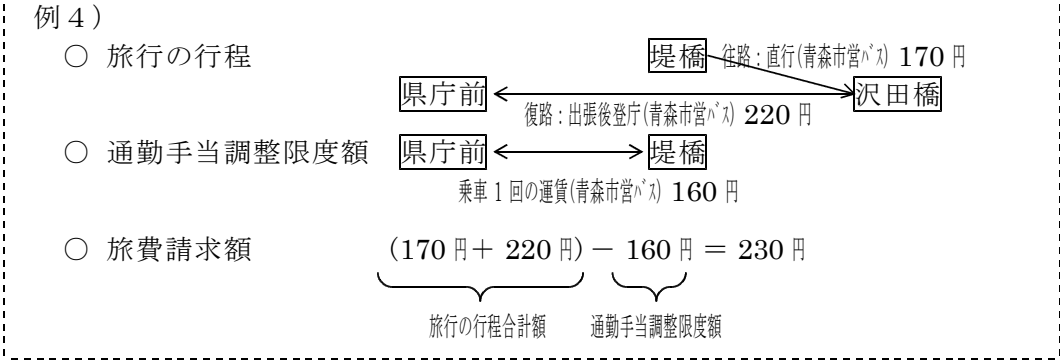 例4）
○ 旅行の行程
堤橋 往路：直行(青森市営ﾊﾞｽ) 170 円
県庁前 沢田橋
復路：出張後登庁(青森市営ﾊﾞｽ) 220 円
○ 通勤手当調整限度額 県庁前 堤橋
乗車 1 回の運賃(青森市営ﾊﾞｽ) 160 円
○ 旅費請求額 (170 円＋ 220 円)－ 160 円 ＝ 230 円
旅行の行程合計額 通勤手当調整限度額